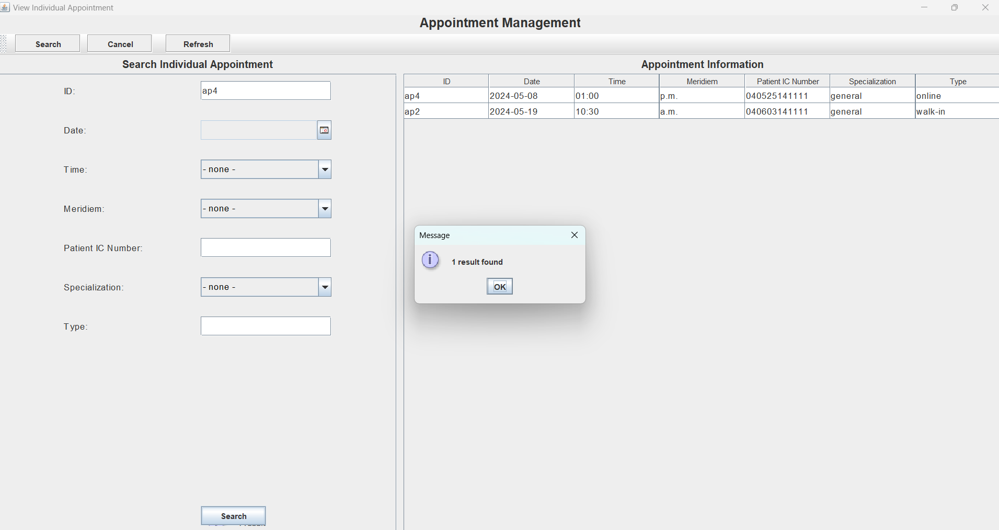 View Individual Appointment
Appointment Management
Search Cancel Refresh
Search Individual Appointment
Appointment Information
ID: ap4
Date:
Time: - none -
Meridiem: - none -
Patient IC Number:
Specialization: - none -
Type:
Search
ID Date Time Meridiem Patient IC Number Specialization Type
ap4 2024-05-08 01:00 p.m. 040525141111 general online
ap2 2024-05-19 10:30 a.m. 040603141111 general walk-in
Message
1 result found
OK